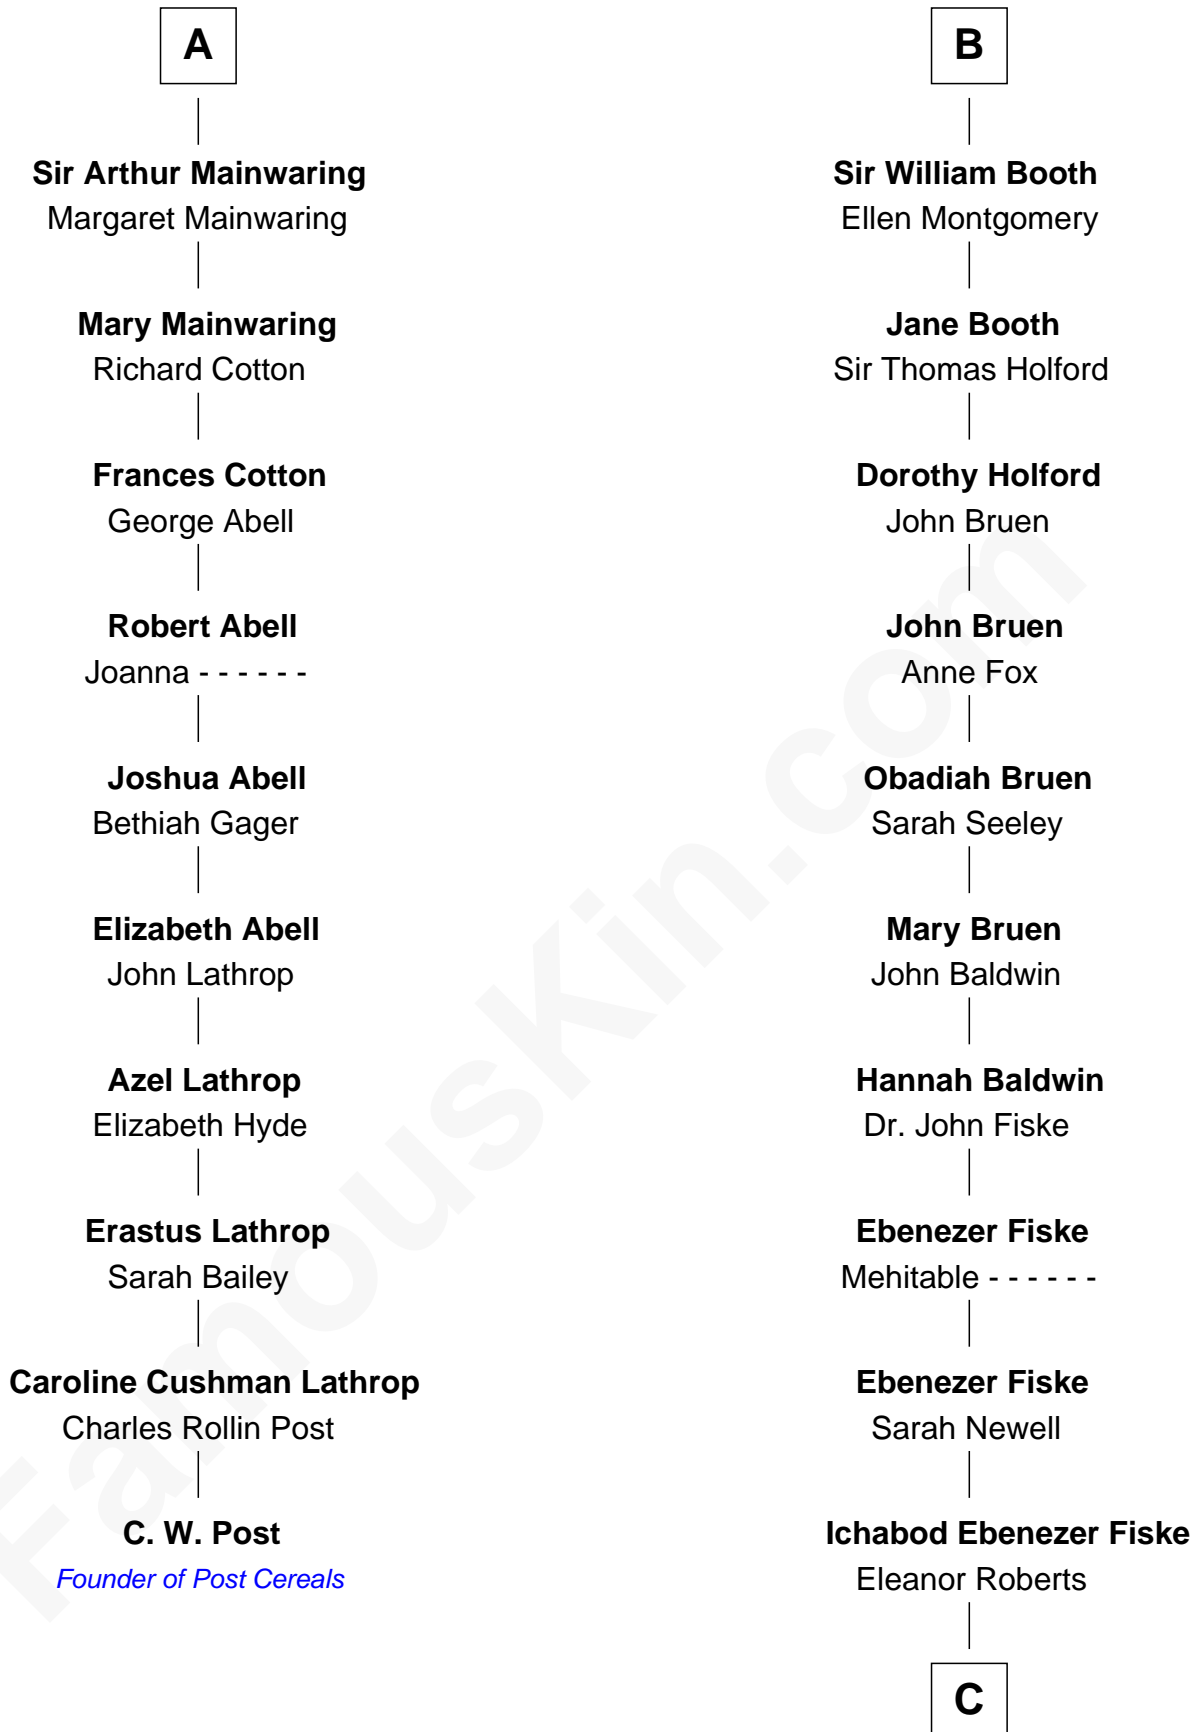 A
Sir Arthur Mainwaring
Margaret Mainwaring
Mary Mainwaring
Richard Cotton
Frances Cotton
George Abell
Robert Abell
Joanna - - - - - -
Joshua Abell
Bethiah Gager
Elizabeth Abell
John Lathrop
Azel Lathrop
Elizabeth Hyde
Erastus Lathrop
Sarah Bailey
Caroline Cushman Lathrop
Charles Rollin Post
C. W. Post
Founder of Post Cereals
B
Sir William Booth
Ellen Montgomery
Jane Booth
Sir Thomas Holford
Dorothy Holford
John Bruen
John Bruen
Anne Fox
Obadiah Bruen
Sarah Seeley
Mary Bruen
John Baldwin
Hannah Baldwin
Dr. John Fiske
Ebenezer Fiske
Mehitable - - - - - -
Ebenezer Fiske
Sarah Newell
Ichabod Ebenezer Fiske
Eleanor Roberts
C
FamousKin.com